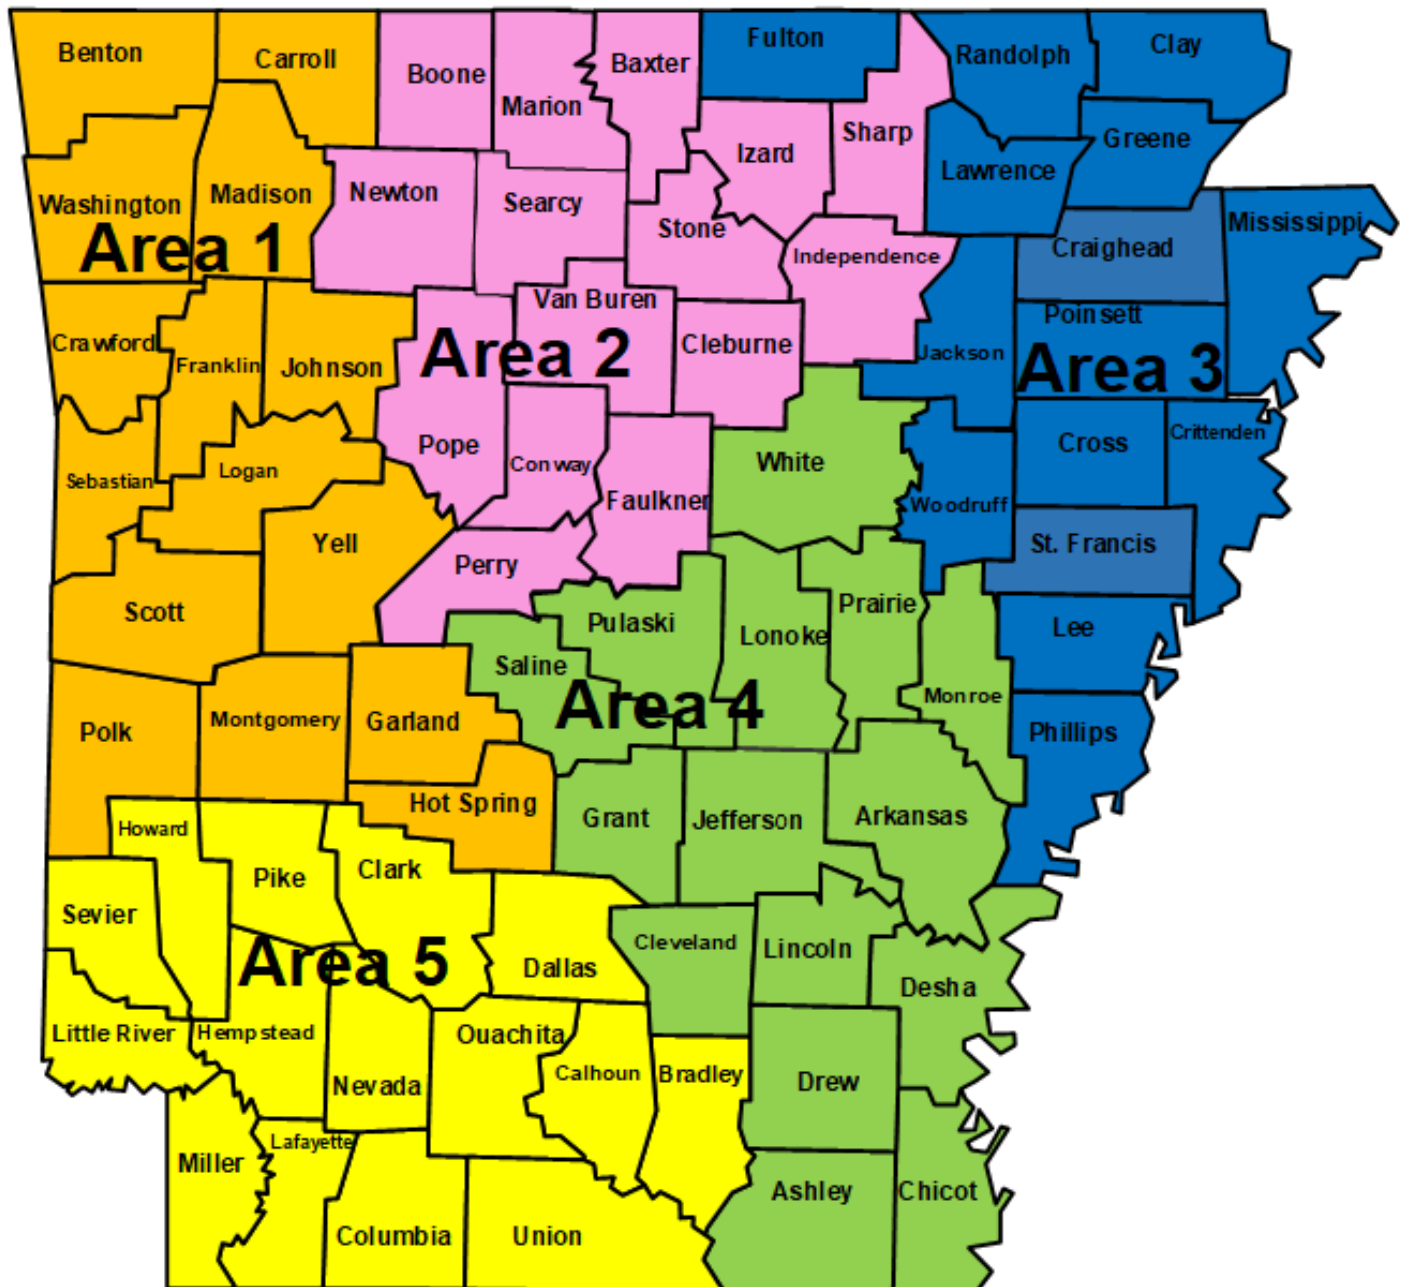 Benton
Carroll
Boone
Marion
Baxter
Fulton
Randolph
Clay
Sharp
Izard
Greene
Lawrence
Washington
Madison
Newton
Searcy
Stone
Independence
Craighead
Mississippi
Area 1
Crawford
Franklin
Johnson
Van Buren
Area 2
Cleburne
Jackson
Poinsett
Area 3
Sebastian
Logan
Pope
Conway
Faulkner
White
Woodruff
Cross
Crittenden
Yell
Perry
St. Francis
Scott
Pulaski
Lonoke
Prairie
Lee
Saline
Area 4
Monroe
Polk
Montgomery
Garland
Phillips
Hot Spring
Grant
Jefferson
Arkansas
Howard
Pike
Clark
Sevier
Area 5
Dallas
Cleveland
Lincoln
Desha
Little River
Hempstead
Nevada
Ouachita
Calhoun
Bradley
Drew
Miller
Lafayette
Columbia
Union
Ashley
Chicot